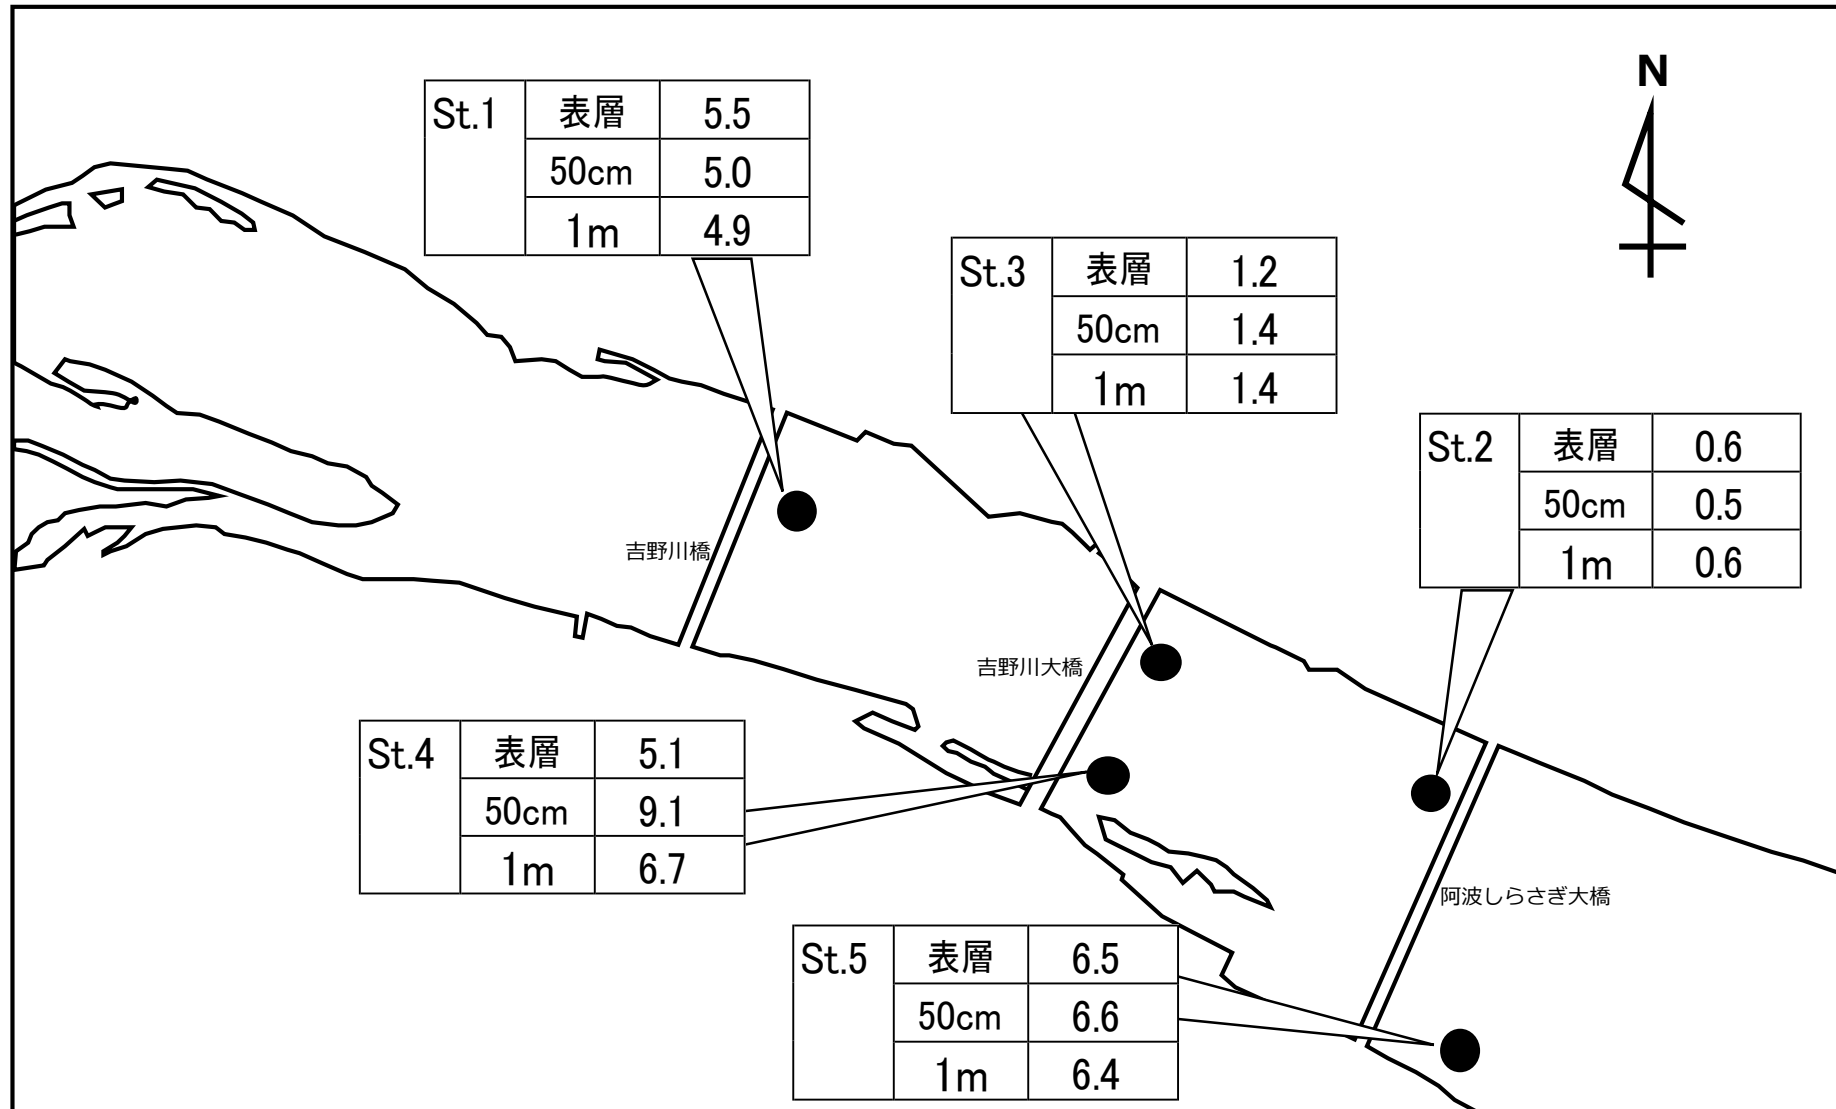 N
St.1 表層 5.5
50cm 5.0
1m 4.9
St.3 表層 1.2
50cm 1.4
1m 1.4
St.2 表層 0.6
50cm 0.5
1m 0.6
吉野川橋
吉野川大橋
St.4 表層 5.1
50cm 9.1
1m 6.7
阿波しらさぎ大橋
St.5 表層 6.5
50cm 6.6
1m 6.4